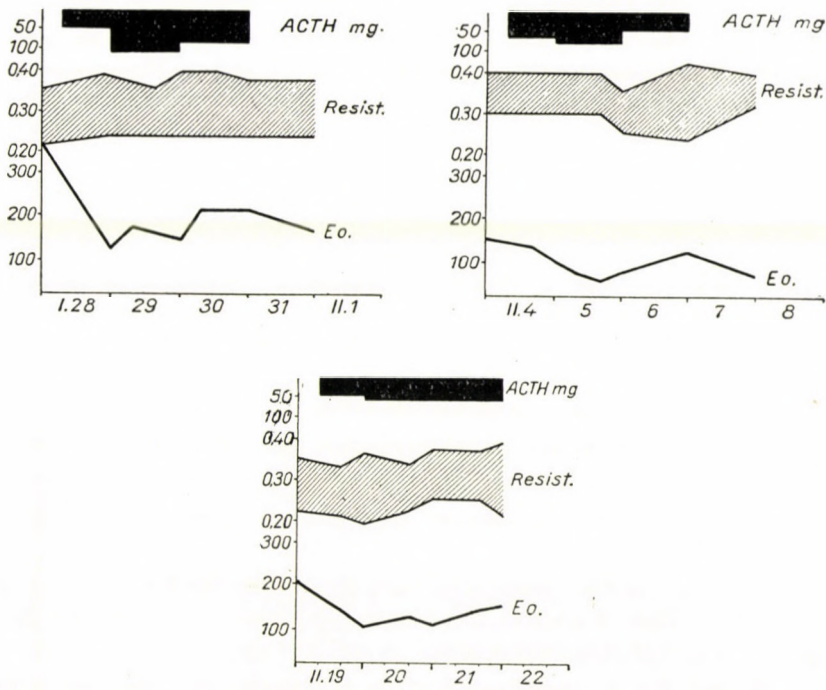 50
100
ACTH mg.
0,40
0,30
0,20
Resist.
300
200
100
Eo.
I.28 29 30 31 II.1
50
100
ACTH mg
0,40
0,30
0,20
Resist.
300
200
100
Eo.
II.4 5 6 7 8
50
100
ACTH mg
0,40
0,30
0,20
Resist.
300
200
100
Eo.
II.19 20 21 22